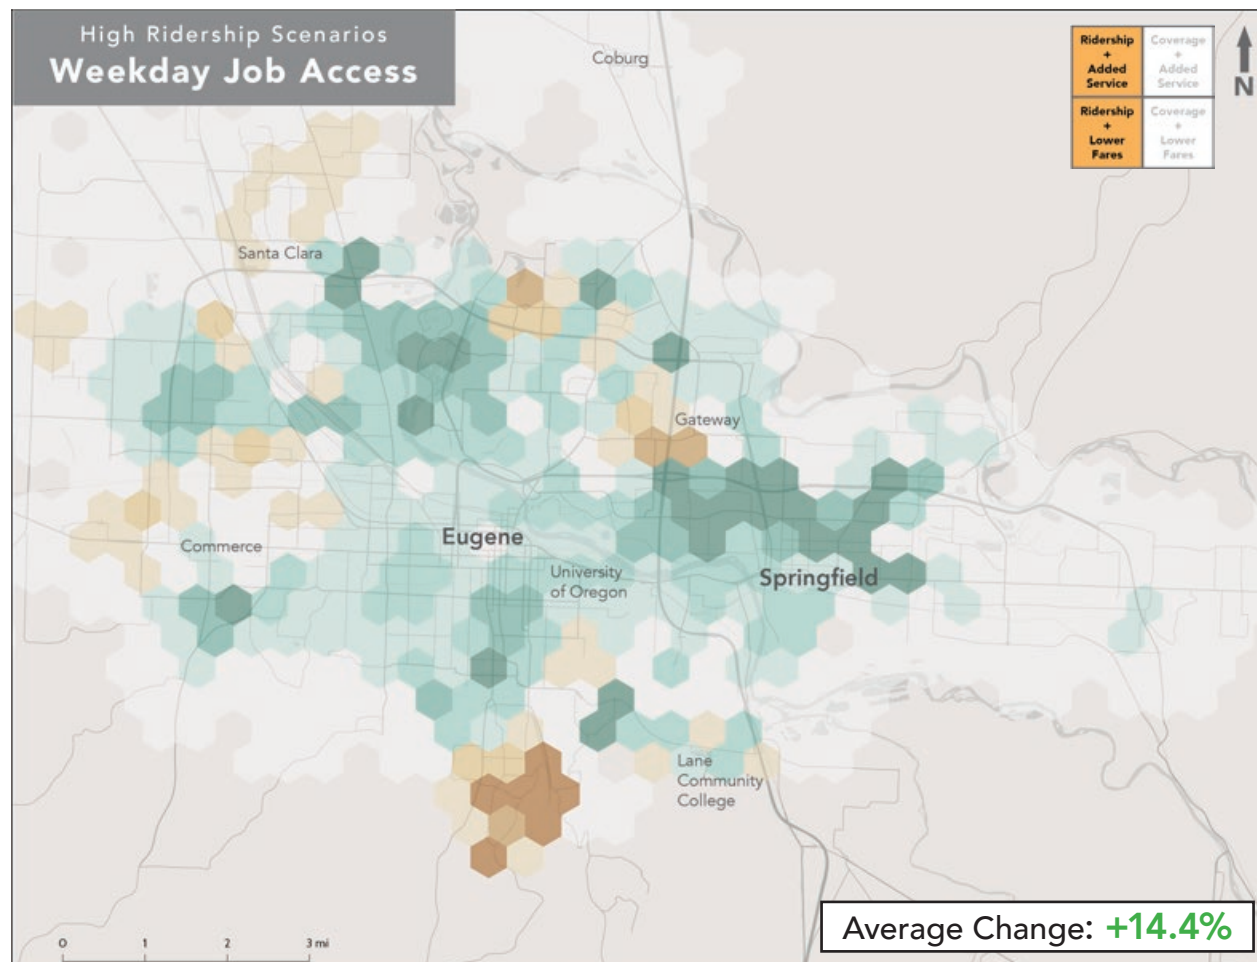 High Ridership Scenarios
Weekday Job Access
Ridership
+
Added
Service
Coverage
+
Added
Service
Ridership
+
Lower
Fares
Coverage
+
Lower
Fares
N
Coburg
Santa Clara
Gateway
Eugene
Commerce
University
of Oregon
Springfield
Lane
Community
College
0 1 2 3 mi
Average Change: +14.4%